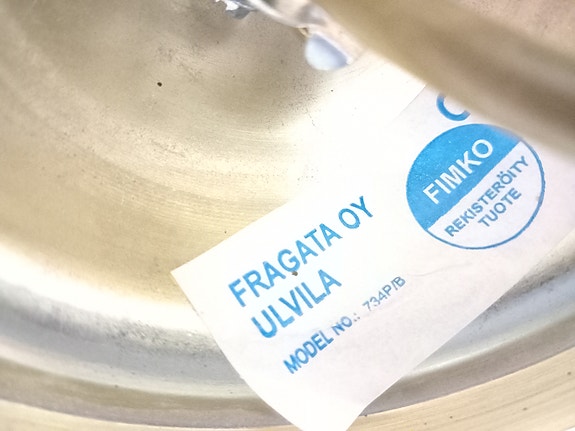 FRAGATA OY
ULVILA
MODEL NO.: 734P/B
FIMKO
REKISTERÖITY
TUOTE